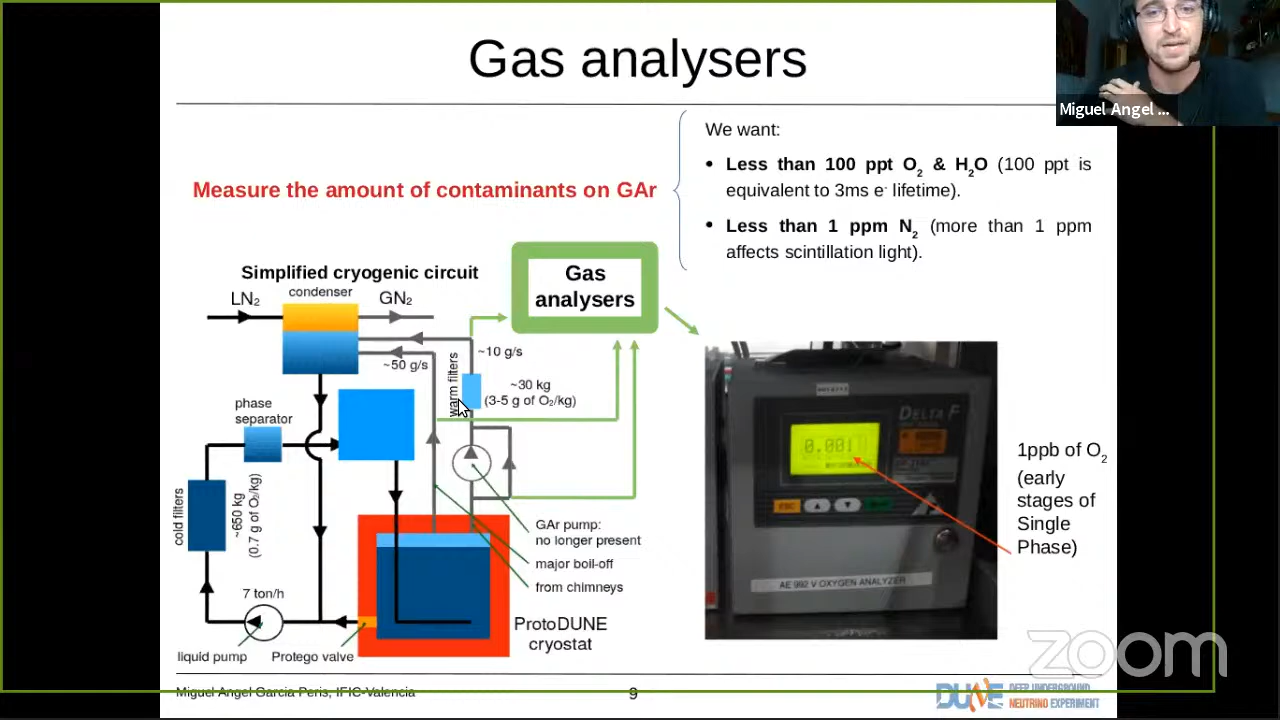 Gas analysers
Miguel Angel ...
We want:
• Less than 100 ppt O2 & H2O (100 ppt is
equivalent to 3ms e- lifetime).
• Less than 1 ppm N2 (more than 1 ppm
affects scintillation light).
Measure the amount of contaminants on GAr
Simplified cryogenic circuit
condenser
LN2
GN2
Gas
analysers
~10 g/s
~50 g/s
warm filters
~30 kg
(3-5 g of O2/kg)
phase
separator
cold filters
~650 kg
(0.7 g of O2/kg)
7 ton/h
liquid pump
Protego valve
GAr pump:
no longer present
major boil-off
from chimneys
ProtoDUNE
cryostat
DELTA F
0.001
ESC
AE 992 V OXYGEN ANALYZER
1ppb of O2
(early
stages of
Single
Phase)
zoom
Miguel Angel Garcia Peris, IFIC-Valencia
9
DUNE
DEEP UNDERGROUND
NEUTRINO EXPERIMENT